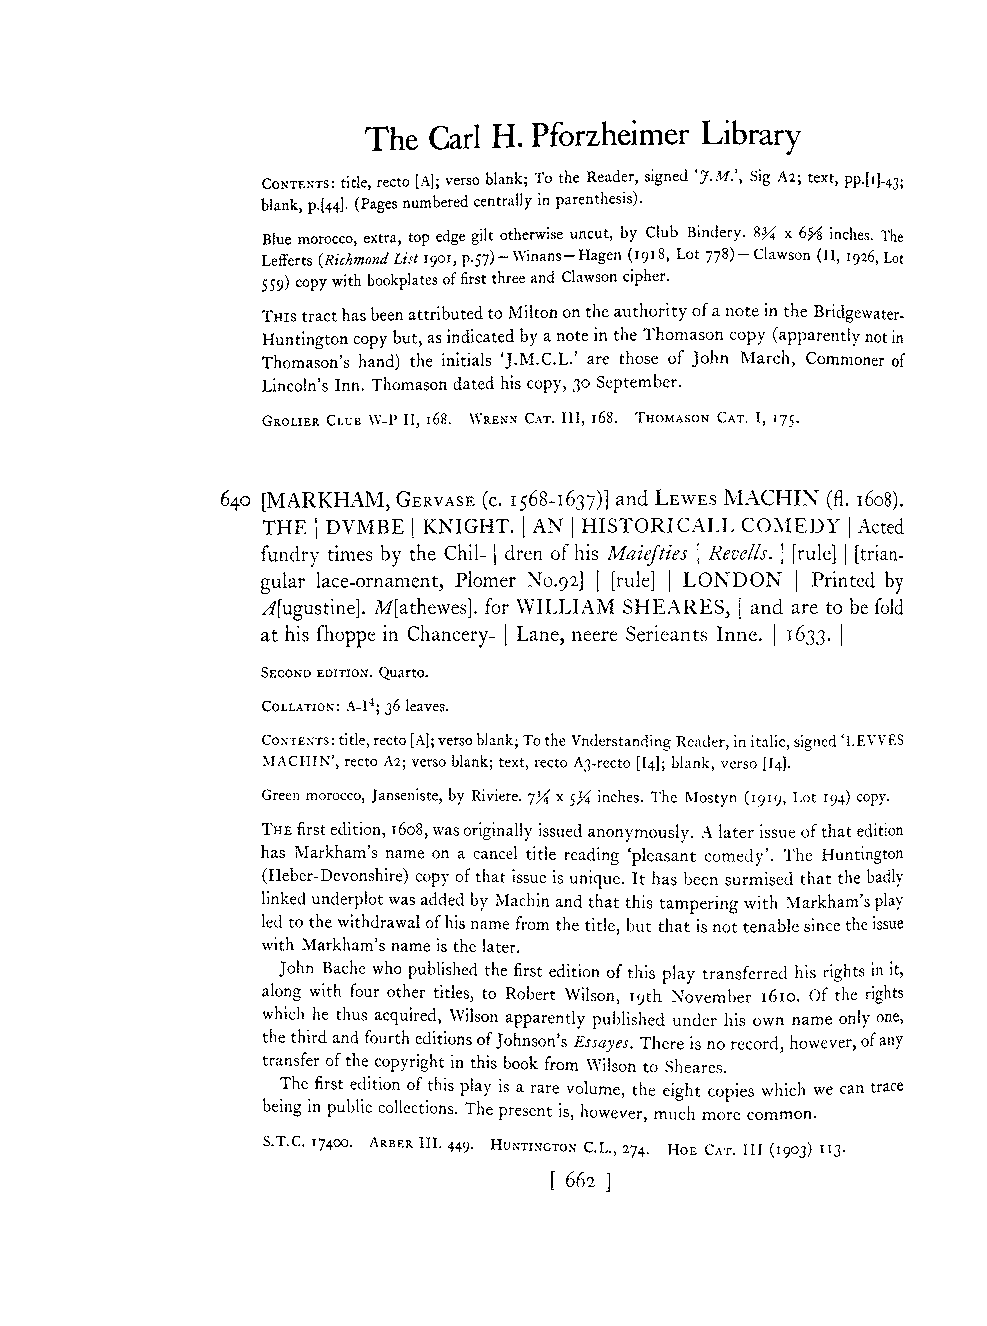 The Carl H. Pforzheimer Library
CONTENTS: title, recto [A]; verso blank; To the Reader, signed 'J.M.', Sig A2; text, pp.[1]-43;
blank, p.[44]. (Pages numbered centrally in parenthesis).
Blue morocco, extra, top edge gilt otherwise uncut, by Club Bindery. 8¾ x 6⅝ inches. The
Lefferts (Richmond List 1901, p.57)—Winans—Hagen (1918, Lot 778)—Clawson (II, 1926, Lot
559) copy with bookplates of first three and Clawson cipher.
THIS tract has been attributed to Milton on the authority of a note in the Bridgewater-
Huntington copy but, as indicated by a note in the Thomason copy (apparently not in
Thomason's hand) the initials 'J.M.C.L.' are those of John March, Commoner of
Lincoln's Inn. Thomason dated his copy, 30 September.
GROLIER CLUB W-P II, 168. WRENN CAT. III, 168. THOMASON CAT. I, 175.
640 [MARKHAM, GERVASE (c. 1568-1637)] and LEWES MACHIN (fl. 1608).
THE | DVMBE | KNIGHT. | AN | HISTORICALL COMEDY | Acted
ſundry times by the Chil- | dren of his Maieſties | Revells. | [rule] | [trian-
gular lace-ornament, Plomer No.92] | [rule] | LONDON | Printed by
A[ugustine]. M[athewes]. for WILLIAM SHEARES, | and are to be ſold
at his ſhoppe in Chancery- | Lane, neere Serieants Inne. | 1633. |
SECOND EDITION. Quarto.
COLLATION: A-I⁴; 36 leaves.
CONTENTS: title, recto [A]; verso blank; To the Vnderstanding Reader, in italic, signed 'LEVVES
MACHIN', recto A2; verso blank; text, recto A3-recto [I4]; blank, verso [I4].
Green morocco, Janseniste, by Riviere. 7¼ x 5¼ inches. The Mostyn (1919, Lot 194) copy.
THE first edition, 1608, was originally issued anonymously. A later issue of that edition
has Markham's name on a cancel title reading 'pleasant comedy'. The Huntington
(Heber-Devonshire) copy of that issue is unique. It has been surmised that the badly
linked underplot was added by Machin and that this tampering with Markham's play
led to the withdrawal of his name from the title, but that is not tenable since the issue
with Markham's name is the later.
John Bache who published the first edition of this play transferred his rights in it,
along with four other titles, to Robert Wilson, 19th November 1610. Of the rights
which he thus acquired, Wilson apparently published under his own name only one,
the third and fourth editions of Johnson's Essayes. There is no record, however, of any
transfer of the copyright in this book from Wilson to Sheares.
The first edition of this play is a rare volume, the eight copies which we can trace
being in public collections. The present is, however, much more common.
S.T.C. 17400. ARBER III. 449. HUNTINGTON C.L., 274. HOE CAT. III (1903) 113.
[ 662 ]